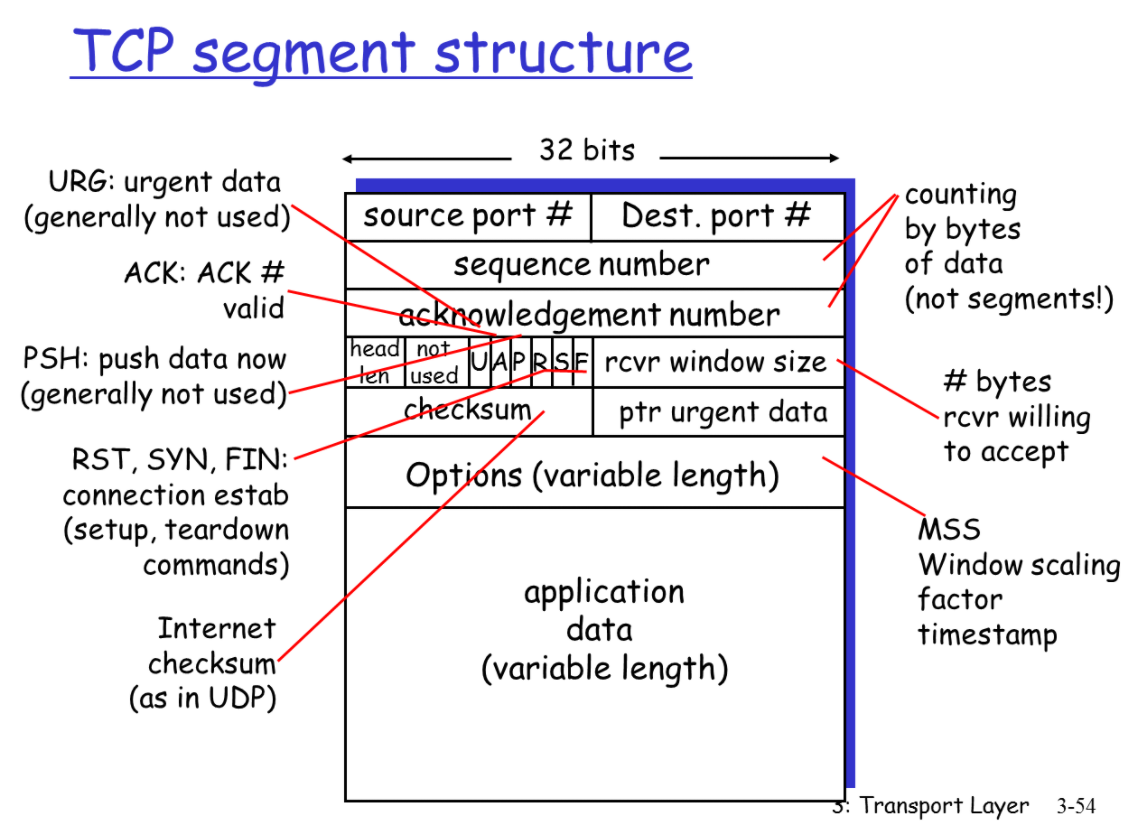 TCP segment structure
32 bits
URG: urgent data
(generally not used)
ACK: ACK #
valid
PSH: push data now
(generally not used)
RST, SYN, FIN:
connection estab
(setup, teardown
commands)
Internet
checksum
(as in UDP)
source port # Dest. port #
sequence number
acknowledgement number
head
len
not
used
U A P R S F
rcvr window size
checksum ptr urgent data
Options (variable length)
application
data
(variable length)
counting
by bytes
of data
(not segments!)
# bytes
rcvr willing
to accept
MSS
Window scaling
factor
timestamp
3: Transport Layer 3-54